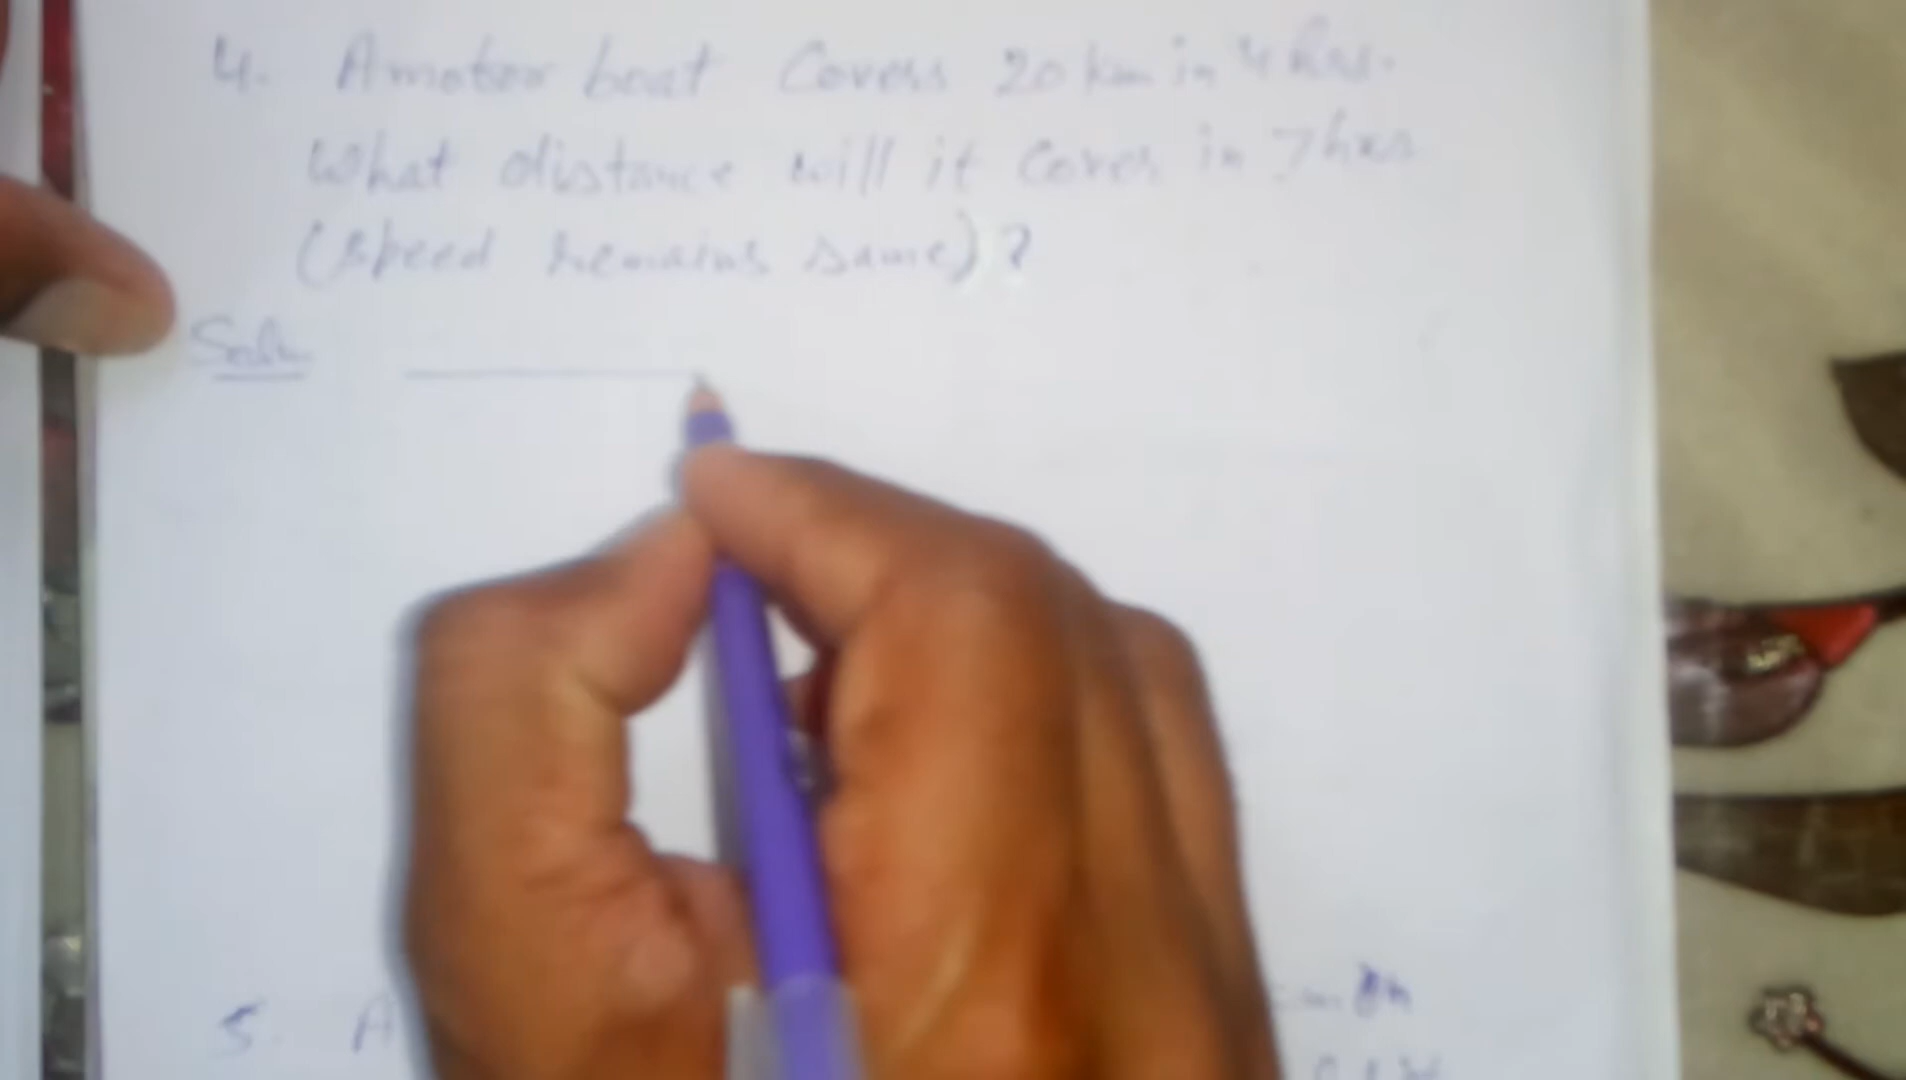 4. A motor boat Covers 20 km in 4 hrs.
What distance will it Cover in 7 hrs
(speed remains same)?
Soln
5. A